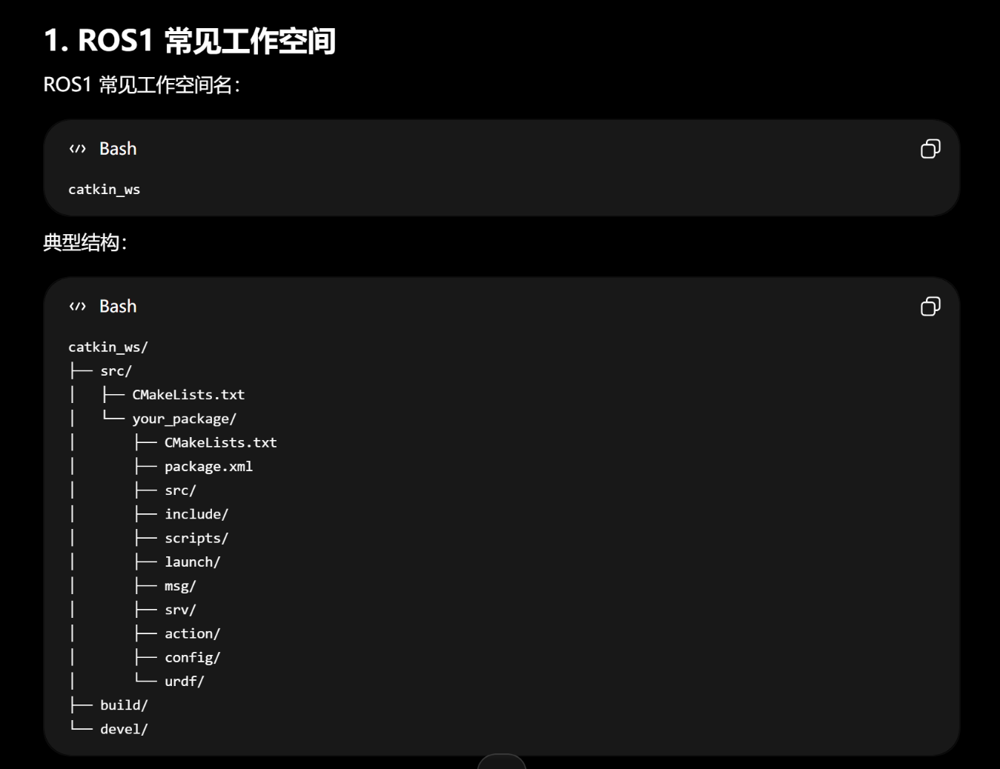 1. ROS1 常见工作空间
ROS1 常见工作空间名：
Bash
catkin_ws
典型结构：
Bash
catkin_ws/
├── src/
│   ├── CMakeLists.txt
│   └── your_package/
│       ├── CMakeLists.txt
│       ├── package.xml
│       ├── src/
│       ├── include/
│       ├── scripts/
│       ├── launch/
│       ├── msg/
│       ├── srv/
│       ├── action/
│       ├── config/
│       └── urdf/
├── build/
└── devel/